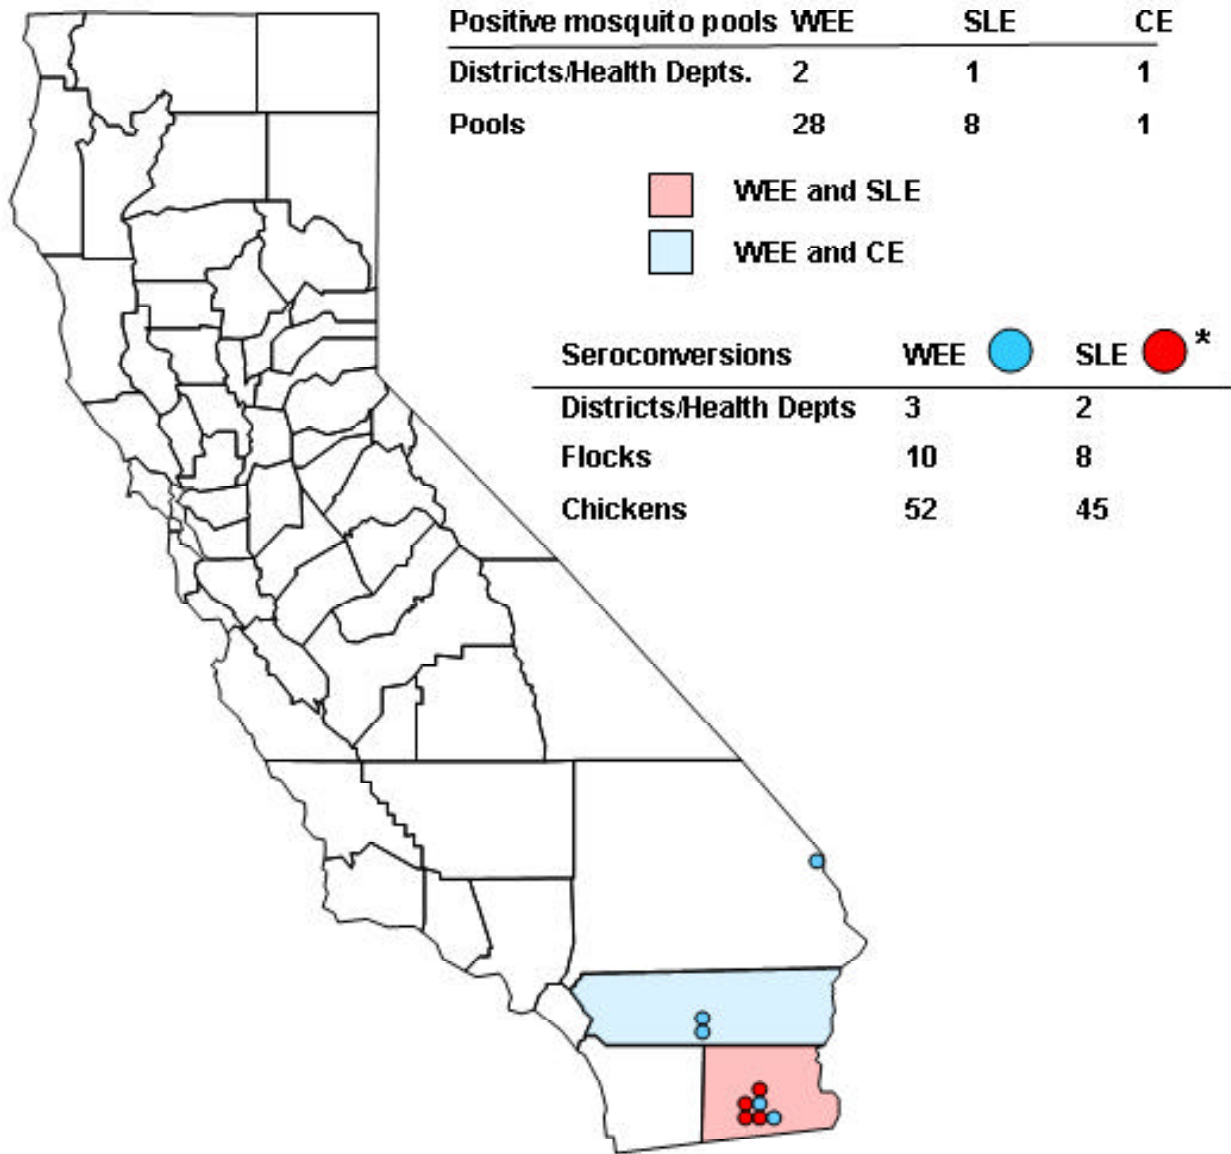 Positive mosquito pools WEE SLE CE
Districts/Health Depts. 2 1 1
Pools 28 8 1
WEE and SLE
WEE and CE
Seroconversions WEE SLE *
Districts/Health Depts 3 2
Flocks 10 8
Chickens 52 45